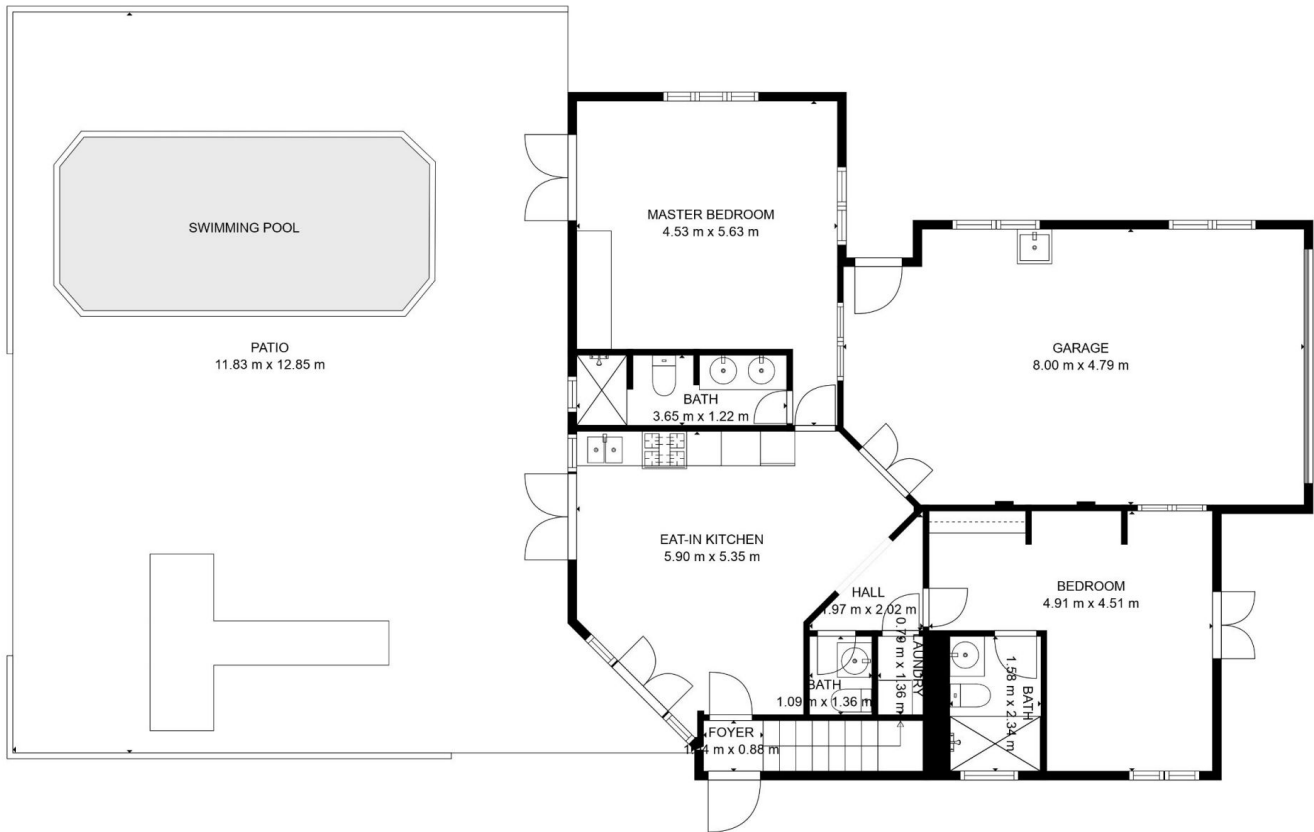 SWIMMING POOL
MASTER BEDROOM
4.53 m x 5.63 m
PATIO
11.83 m x 12.85 m
GARAGE
8.00 m x 4.79 m
BATH
3.65 m x 1.22 m
EAT-IN KITCHEN
5.90 m x 5.35 m
HALL
1.97 m x 2.02 m
BEDROOM
4.91 m x 4.51 m
LAUNDRY
0.79 m x 1.36 m
BATH
1.09 m x 1.36 m
BATH
1.58 m x 2.34 m
FOYER
m x 0.88 m